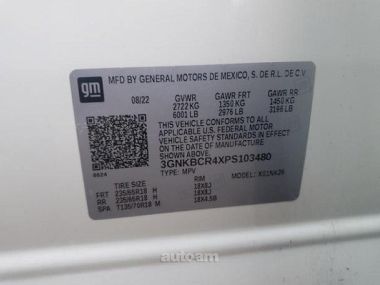 gm
MFD BY GENERAL MOTORS DE MEXICO, S. DE R.L. DE C.V.
08/22 GVWR GAWR FRT GAWR RR
2722 KG 1350 KG 1450 KG
6001 LB 2976 LB 3196 LB
THIS VEHICLE CONFORMS TO ALL
APPLICABLE U.S. FEDERAL MOTOR
VEHICLE SAFETY STANDARDS IN
EFFECT ON THE DATE OF
MANUFACTURE SHOWN ABOVE.
3GNKBCR4XPS103480
TYPE: MPV MODEL:
TIRE SIZE RIM
FRT 235/65R18 H 18X8J
RR 235/65R18 H 18X8J
SPA T135/70R18 M 18X4.5B
autoam